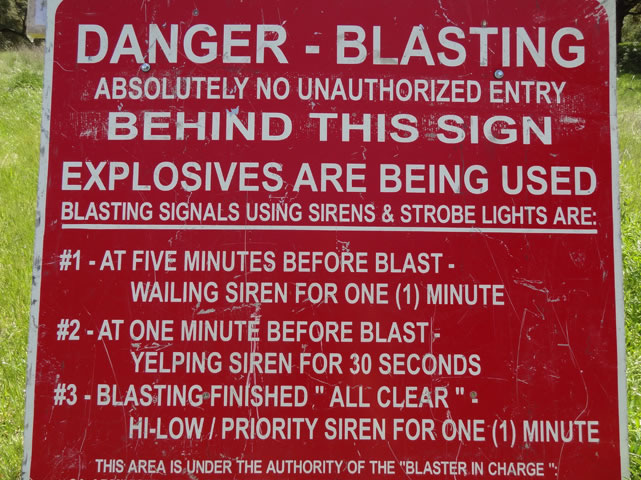 DANGER - BLASTING
ABSOLUTELY NO UNAUTHORIZED ENTRY
BEHIND THIS SIGN
EXPLOSIVES ARE BEING USED
BLASTING SIGNALS USING SIRENS & STROBE LIGHTS ARE:
#1 - AT FIVE MINUTES BEFORE BLAST -
WAILING SIREN FOR ONE (1) MINUTE
#2 - AT ONE MINUTE BEFORE BLAST -
YELPING SIREN FOR 30 SECONDS
#3 - BLASTING FINISHED " ALL CLEAR " -
HI-LOW / PRIORITY SIREN FOR ONE (1) MINUTE
THIS AREA IS UNDER THE AUTHORITY OF THE "BLASTER IN CHARGE ":